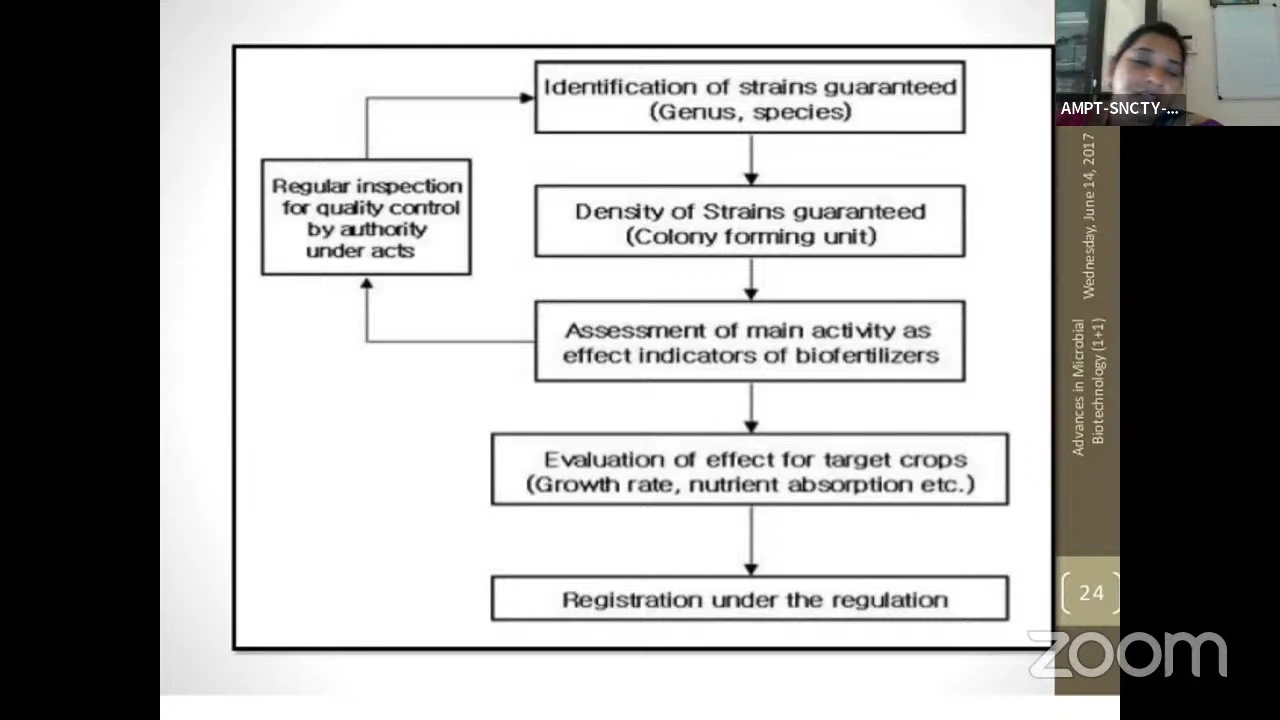 Identification of strains guaranteed
(Genus, species)
Regular inspection
for quality control
by authority
under acts
Density of Strains guaranteed
(Colony forming unit)
Assessment of main activity as
effect indicators of biofertilizers
Evaluation of effect for target crops
(Growth rate, nutrient absorption etc.)
Registration under the regulation
AMPT-SNCTY-...
Wednesday, June 14, 2017
Advances in Microbial
Biotechnology (1+1)
24
zoom